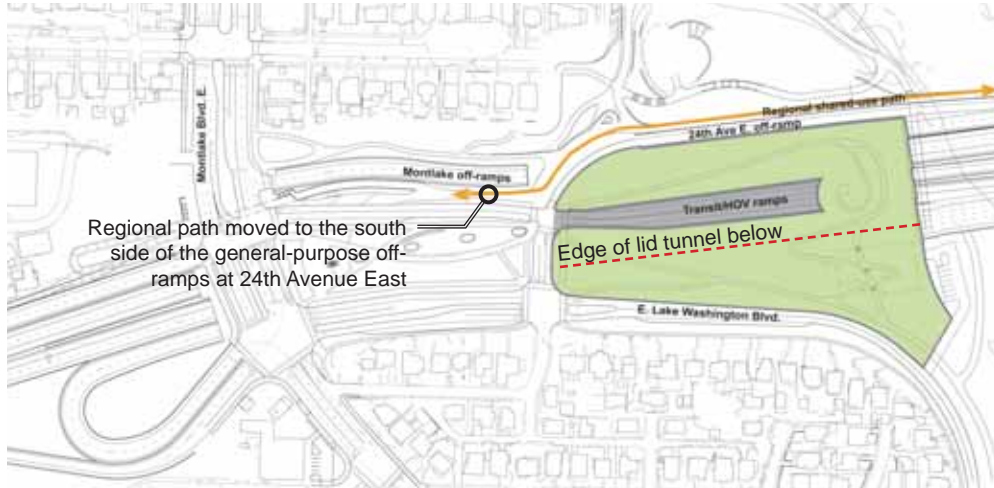 Regional shared-use path
24th Ave E. off-ramp
Montlake Blvd E.
Montlake off-ramps
Transit/HOV ramps
Regional path moved to the south
side of the general-purpose off-
ramps at 24th Avenue East
Edge of lid tunnel below
E. Lake Washington Blvd.